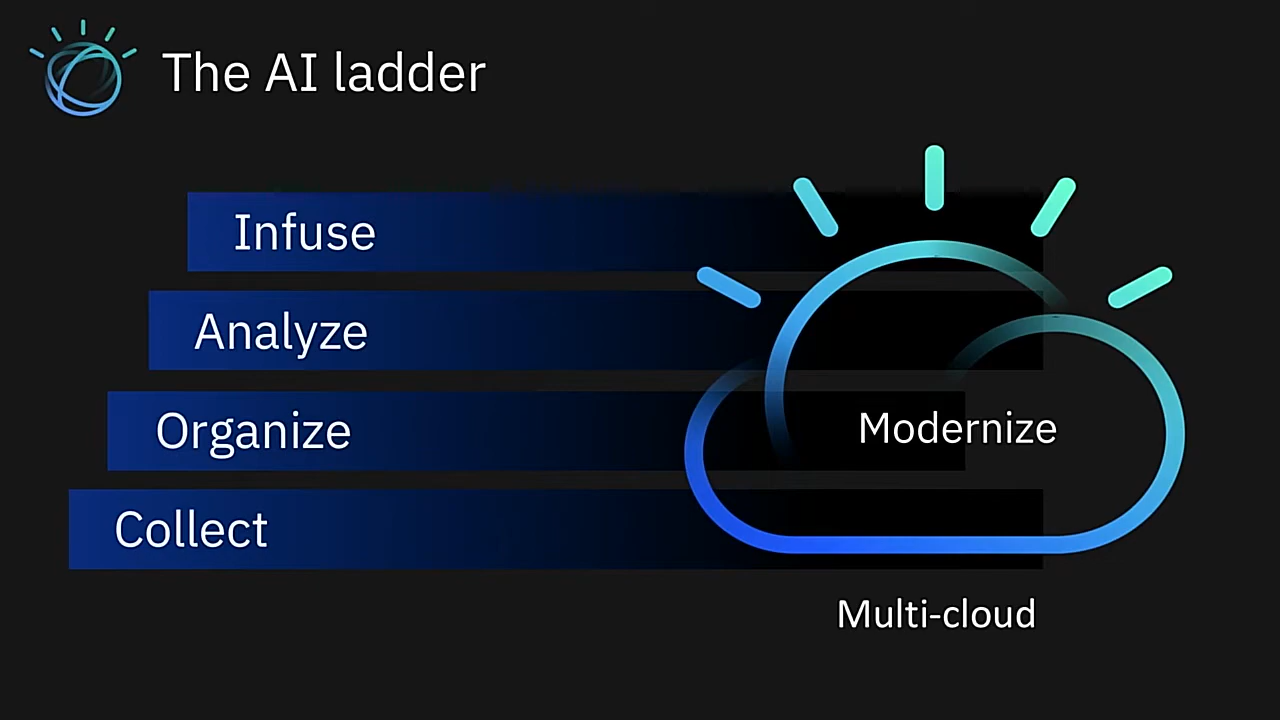 The AI ladder
Infuse
Analyze
Organize
Collect
Modernize
Multi-cloud